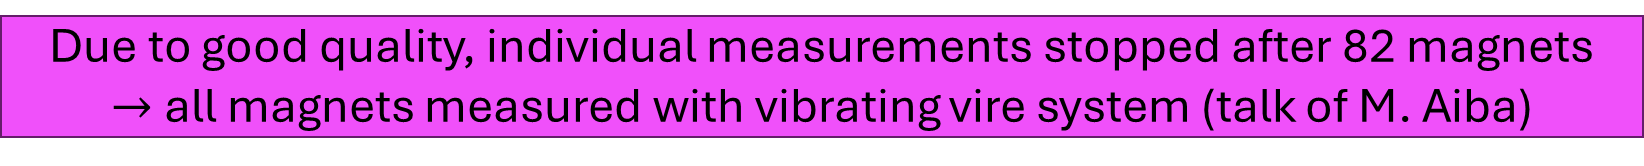 Due to good quality, individual measurements stopped after 82 magnets
→ all magnets measured with vibrating vire system (talk of M. Aiba)